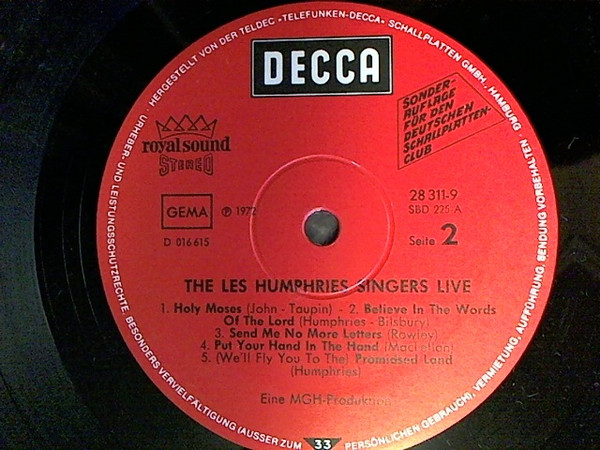 HERGESTELLT VON DER TELDEC »TELEFUNKEN-DECCA« SCHALLPLATTEN GMBH., HAMBURG
URHEBER- UND LEISTUNGSSCHUTZRECHTE, BESONDERS VERVIELFÄLTIGUNG (AUSSER ZUM PERSÖNLICHEN GEBRAUCH), VERMIETUNG, AUFFÜHRUNG, SENDUNG VORBEHALTEN
DECCA
royal sound
STEREO
SONDER-
AUFLAGE
FÜR DEN
DEUTSCHEN
SCHALLPLATTEN-
CLUB
GEMA
℗ 1972
D 016615
28 311-9
SBD 225 A
Seite 2
THE LES HUMPHRIES SINGERS LIVE
1. Holy Moses (John - Taupin) - 2. Believe In The Words
Of The Lord (Humphries - Bilsbury)
3. Send Me No More Letters (Rowiny)
4. Put Your Hand In The Hand (MacLellan)
5. (We'll Fly You To The) Promised Land
(Humphries)
Eine MGH-Produktion
33